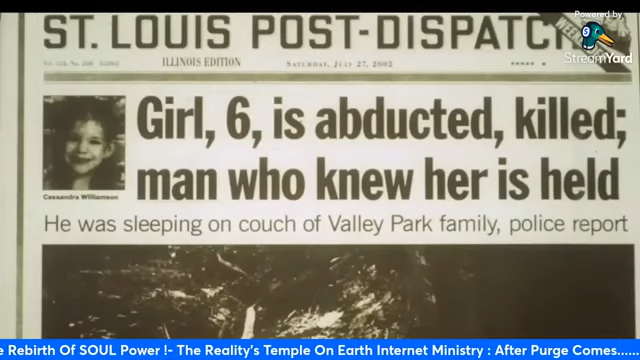 Powered by
StreamYard
ST. LOUIS POST-DISPATC
ILLINOIS EDITION
SATURDAY, JULY 27, 2002
Girl, 6, is abducted, killed;
man who knew her is held
Cassandra Williamson
He was sleeping on couch of Valley Park family, police report
e Rebirth Of SOUL Power !- The Reality's Temple On Earth Internet Ministry : After Purge Comes......